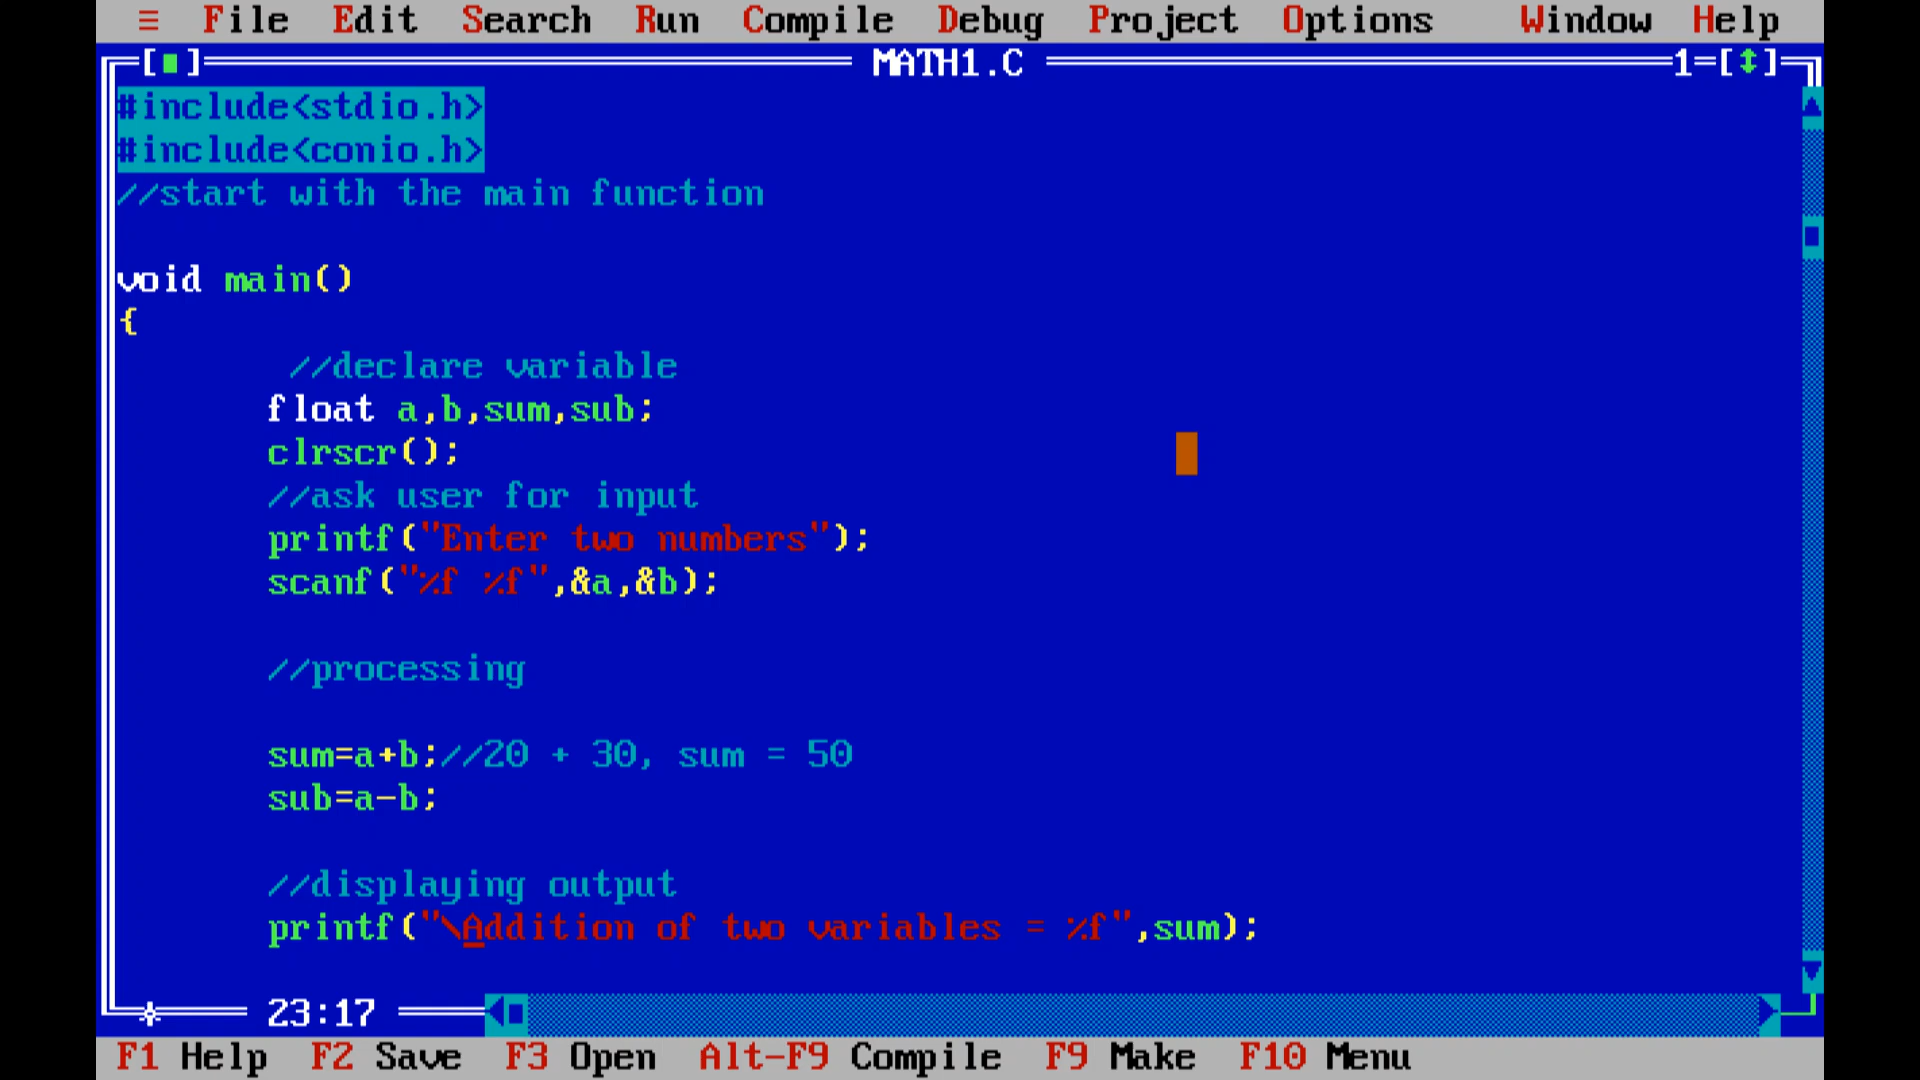 ≡ File Edit Search Run Compile Debug Project Options Window Help
[■] MATH1.C 1=[↕]
#include<stdio.h>
#include<conio.h>
//start with the main function
void main()
{
//declare variable
float a,b,sum,sub;
clrscr();
//ask user for input
printf("Enter two numbers");
scanf("%f %f",&a,&b);
//processing
sum=a+b;//20 + 30, sum = 50
sub=a-b;
//displaying output
printf("\Addition of two variables = %f",sum);
23:17
F1 Help F2 Save F3 Open Alt-F9 Compile F9 Make F10 Menu